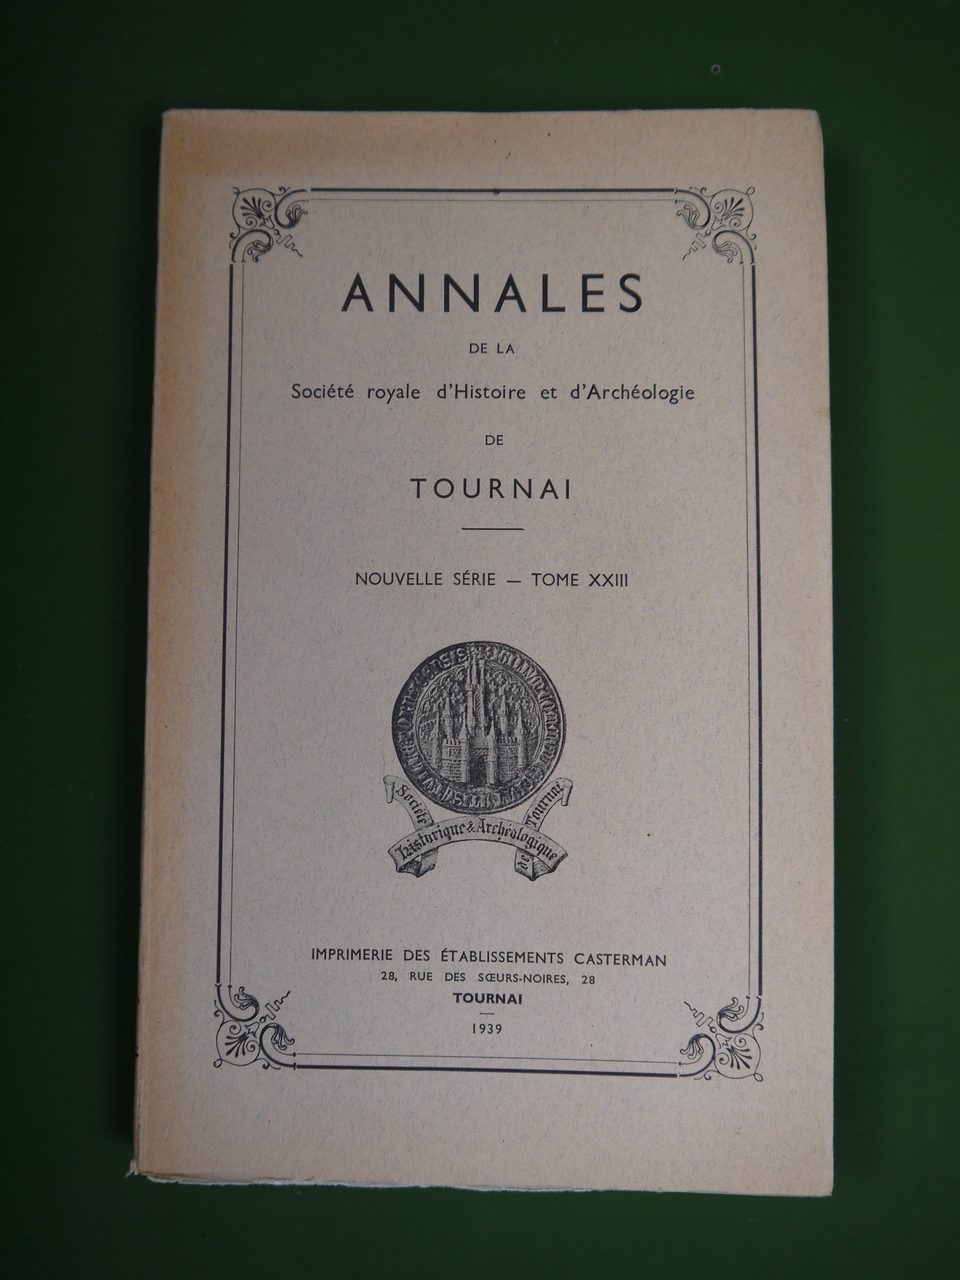 ANNALES
DE LA
Société royale d'Histoire et d'Archéologie
DE
TOURNAI
NOUVELLE SÉRIE — TOME XXIII
Société
Historique & Archéologique
de
Tournai
IMPRIMERIE DES ÉTABLISSEMENTS CASTERMAN
28, RUE DES SŒURS-NOIRES, 28
TOURNAI
1939